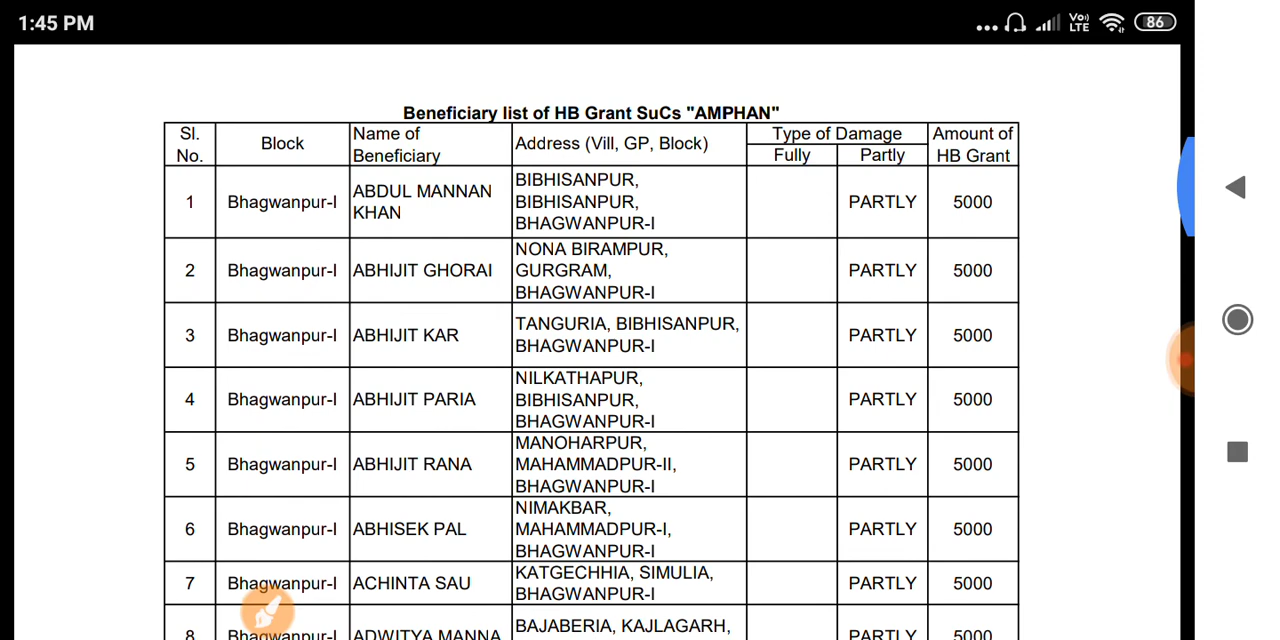 1:45 PM
Vo)) LTE 86
Beneficiary list of HB Grant SuCs "AMPHAN"
Sl. No. Block Name of Beneficiary Address (Vill, GP, Block) Type of Damage Amount of HB Grant
Fully Partly
1 Bhagwanpur-I ABDUL MANNAN KHAN BIBHISANPUR, BIBHISANPUR, BHAGWANPUR-I PARTLY 5000
2 Bhagwanpur-I ABHIJIT GHORAI NONA BIRAMPUR, GURGRAM, BHAGWANPUR-I PARTLY 5000
3 Bhagwanpur-I ABHIJIT KAR TANGURIA, BIBHISANPUR, BHAGWANPUR-I PARTLY 5000
4 Bhagwanpur-I ABHIJIT PARIA NILKATHAPUR, BIBHISANPUR, BHAGWANPUR-I PARTLY 5000
5 Bhagwanpur-I ABHIJIT RANA MANOHARPUR, MAHAMMADPUR-II, BHAGWANPUR-I PARTLY 5000
6 Bhagwanpur-I ABHISEK PAL NIMAKBAR, MAHAMMADPUR-I, BHAGWANPUR-I PARTLY 5000
7 Bhagwanpur-I ACHINTA SAU KATGECHHIA, SIMULIA, BHAGWANPUR-I PARTLY 5000
8 Bhagwanpur-I ADWITYA MANNA BAJABERIA, KAJLAGARH, PARTLY 5000